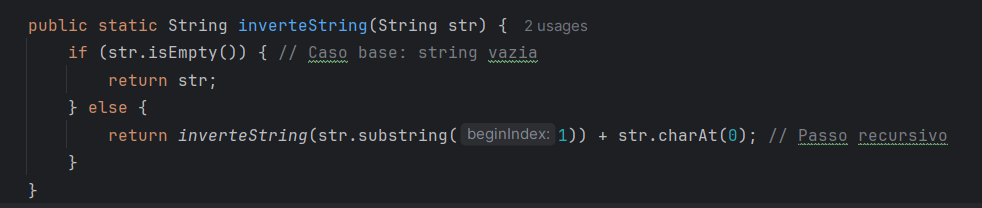 public static String inverteString(String str) { 2 usages
if (str.isEmpty()) { // Caso base: string vazia
return str;
} else {
return inverteString(str.substring( beginIndex: 1)) + str.charAt(0); // Passo recursivo
}
}